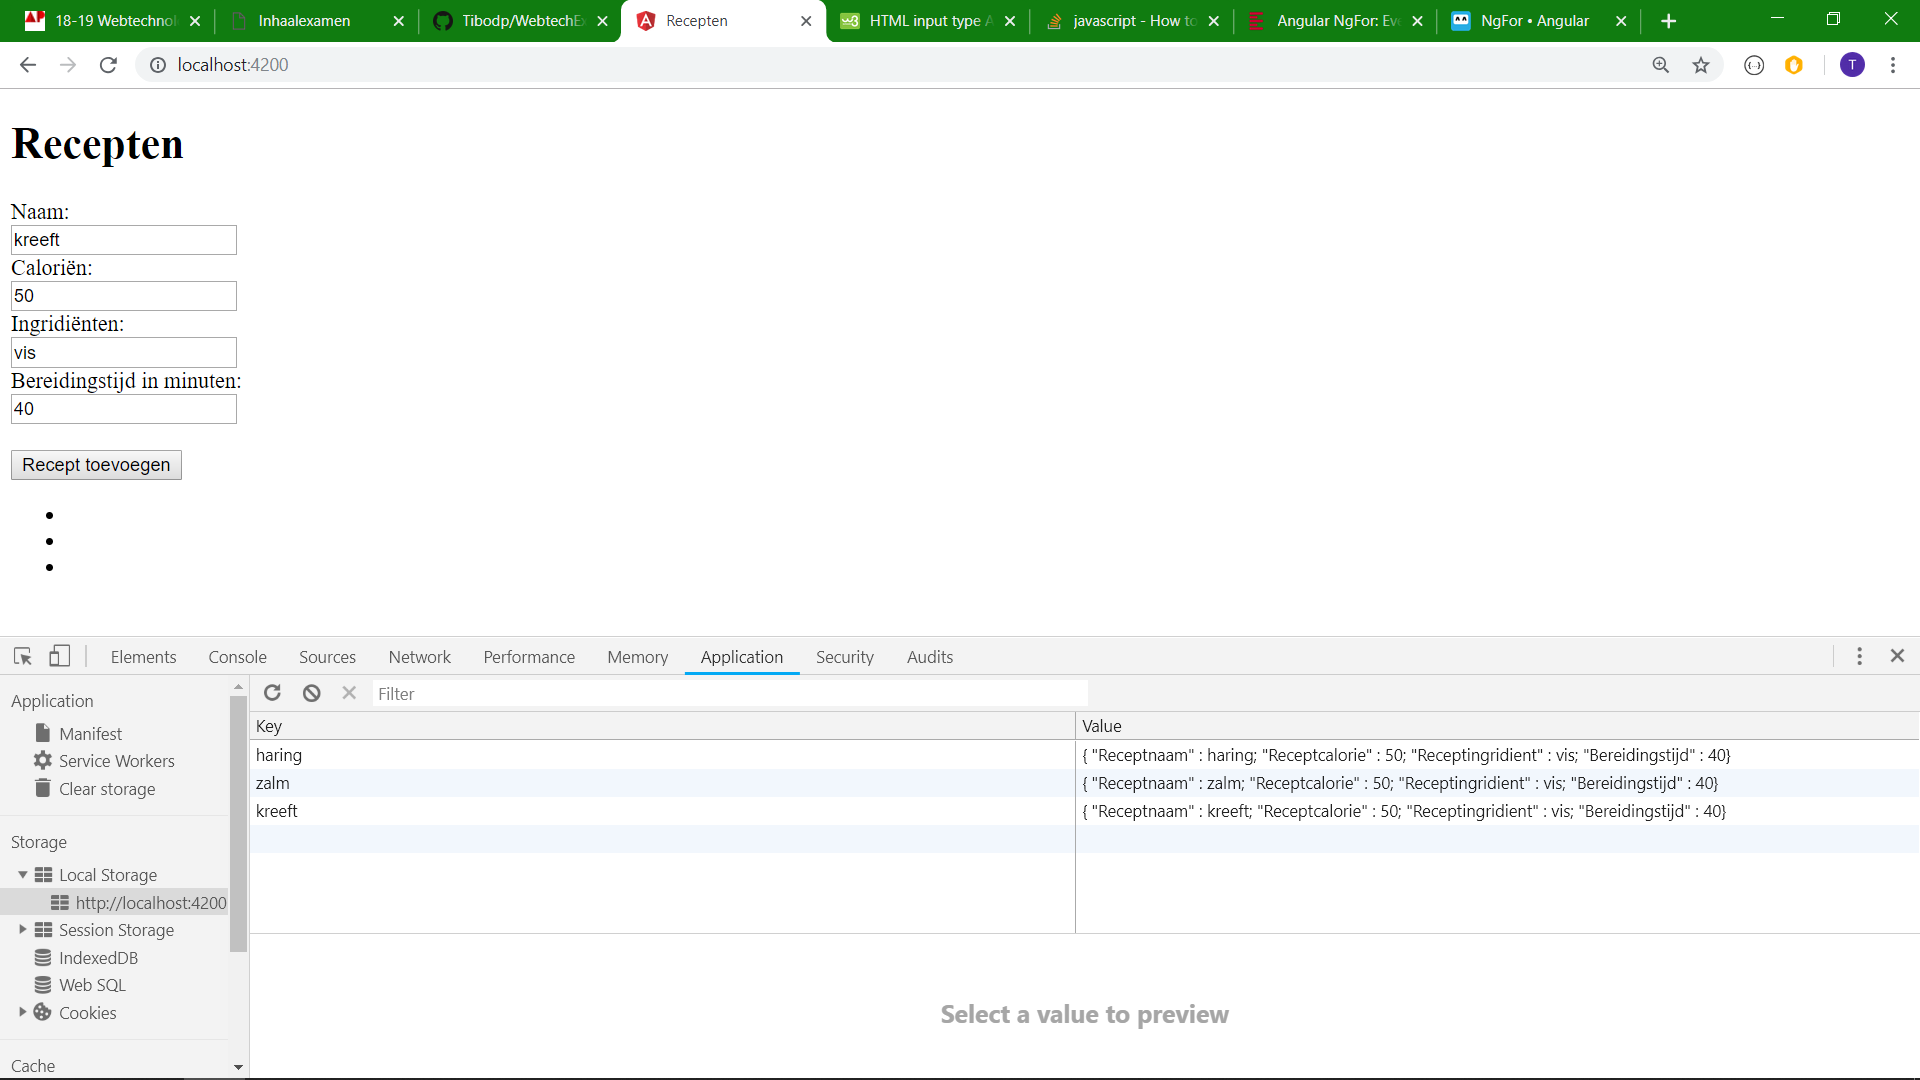 18-19 Webtechnol
Inhaalexamen
Tibodp/WebtechEx
Recepten
HTML input type A
javascript - How to
Angular NgFor: Eve
NgFor • Angular
localhost:4200
T
Recepten
Naam:
kreeft
Caloriën:
50
Ingridiënten:
vis
Bereidingstijd in minuten:
40
Recept toevoegen
Elements Console Sources Network Performance Memory Application Security Audits
Application
Manifest
Service Workers
Clear storage
Storage
Local Storage
http://localhost:4200
Session Storage
IndexedDB
Web SQL
Cookies
Cache
Filter
Key Value
haring { "Receptnaam" : haring; "Receptcalorie" : 50; "Receptingridient" : vis; "Bereidingstijd" : 40}
zalm { "Receptnaam" : zalm; "Receptcalorie" : 50; "Receptingridient" : vis; "Bereidingstijd" : 40}
kreeft { "Receptnaam" : kreeft; "Receptcalorie" : 50; "Receptingridient" : vis; "Bereidingstijd" : 40}
Select a value to preview